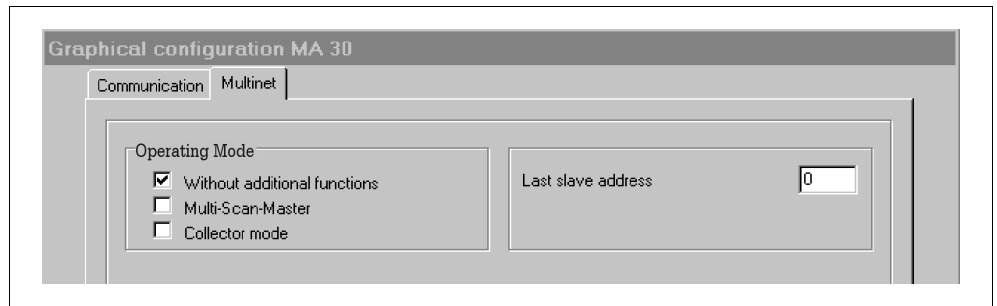 Graphical configuration MA 30
Communication Multinet
Operating Mode
Without additional functions
Multi-Scan-Master
Collector mode
Last slave address 0